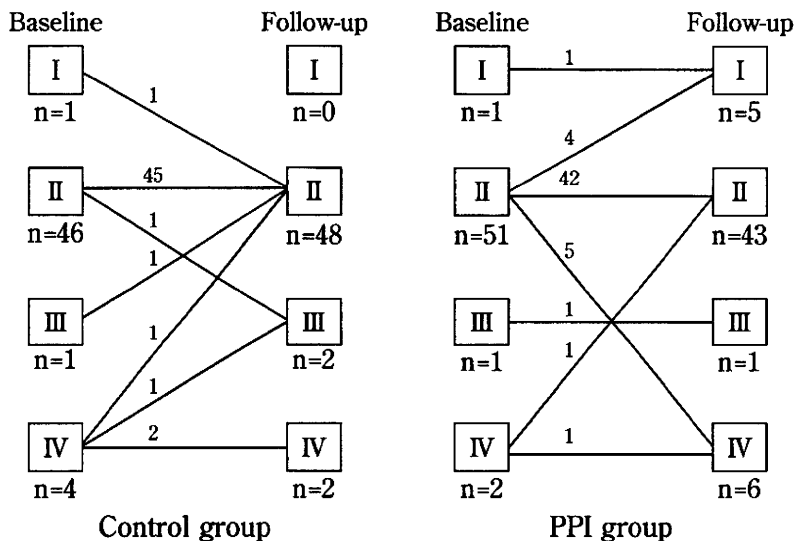 Baseline Follow-up
I I
n=1 n=0
1
II 45 II
n=46 n=48
1
1
III III
n=1 n=2
1
1
IV 2 IV
n=4 n=2
Control group
Baseline Follow-up
I 1 I
n=1 n=5
4
II 42 II
n=51 n=43
5
III 1 III
n=1 n=1
1
IV 1 IV
n=2 n=6
PPI group